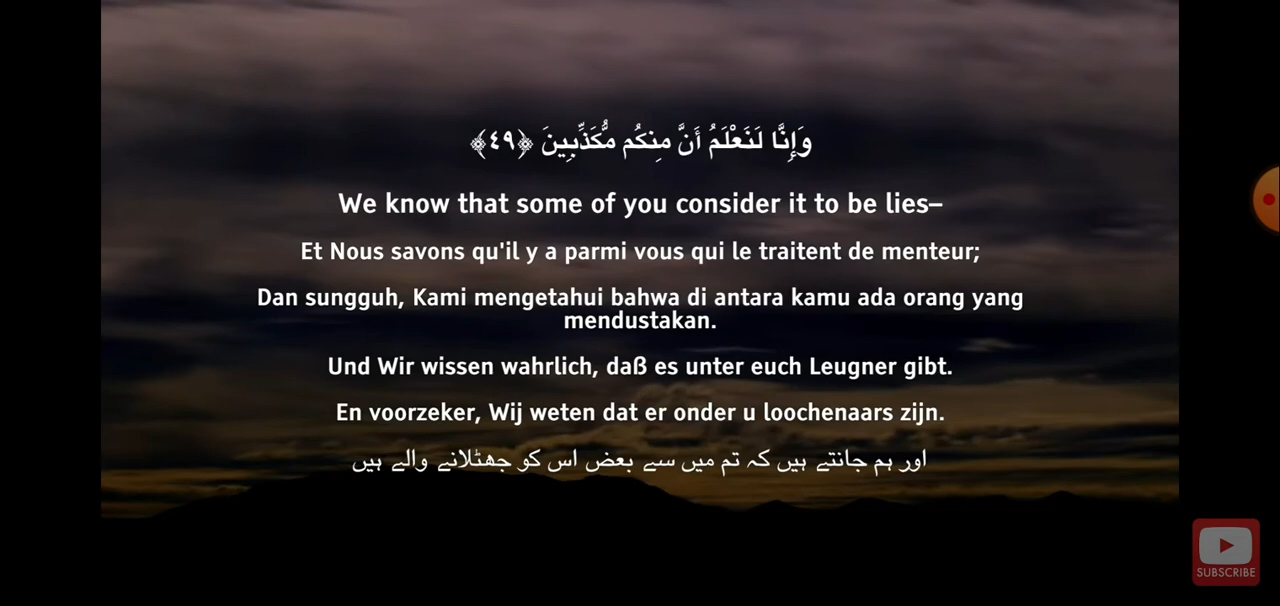 وَإِنَّا لَنَعْلَمُ أَنَّ مِنكُم مُّكَذِّبِينَ ﴿٤٩﴾
We know that some of you consider it to be lies–
Et Nous savons qu'il y a parmi vous qui le traitent de menteur;
Dan sungguh, Kami mengetahui bahwa di antara kamu ada orang yang
mendustakan.
Und Wir wissen wahrlich, daß es unter euch Leugner gibt.
En voorzeker, Wij weten dat er onder u loochenaars zijn.
اور ہم جانتے ہیں کہ تم میں سے بعض اس کو جھٹلانے والے ہیں
SUBSCRIBE